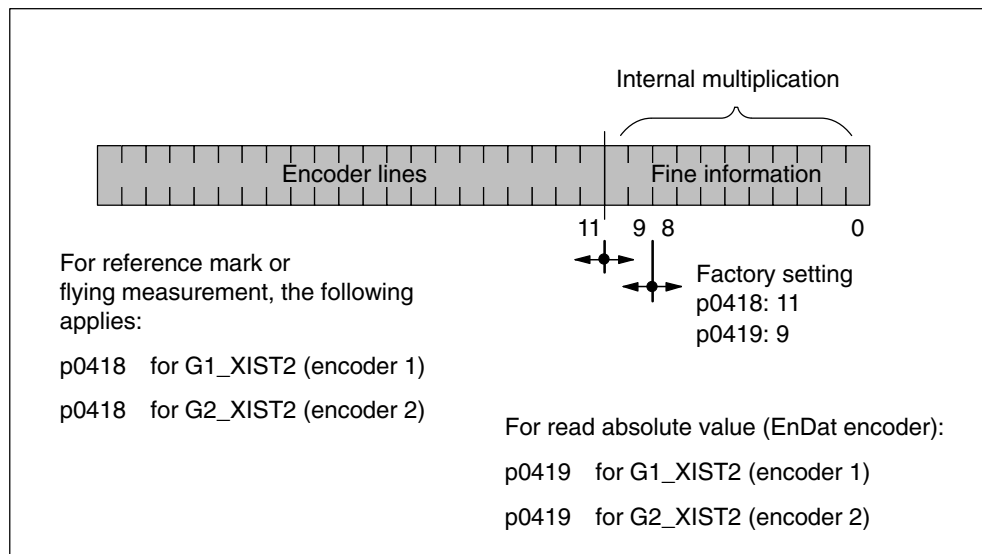 Internal multiplication
Encoder lines
Fine information
11 9 8 0
For reference mark or
flying measurement, the following
applies:
p0418 for G1_XIST2 (encoder 1)
p0418 for G2_XIST2 (encoder 2)
Factory setting
p0418: 11
p0419: 9
For read absolute value (EnDat encoder):
p0419 for G1_XIST2 (encoder 1)
p0419 for G2_XIST2 (encoder 2)